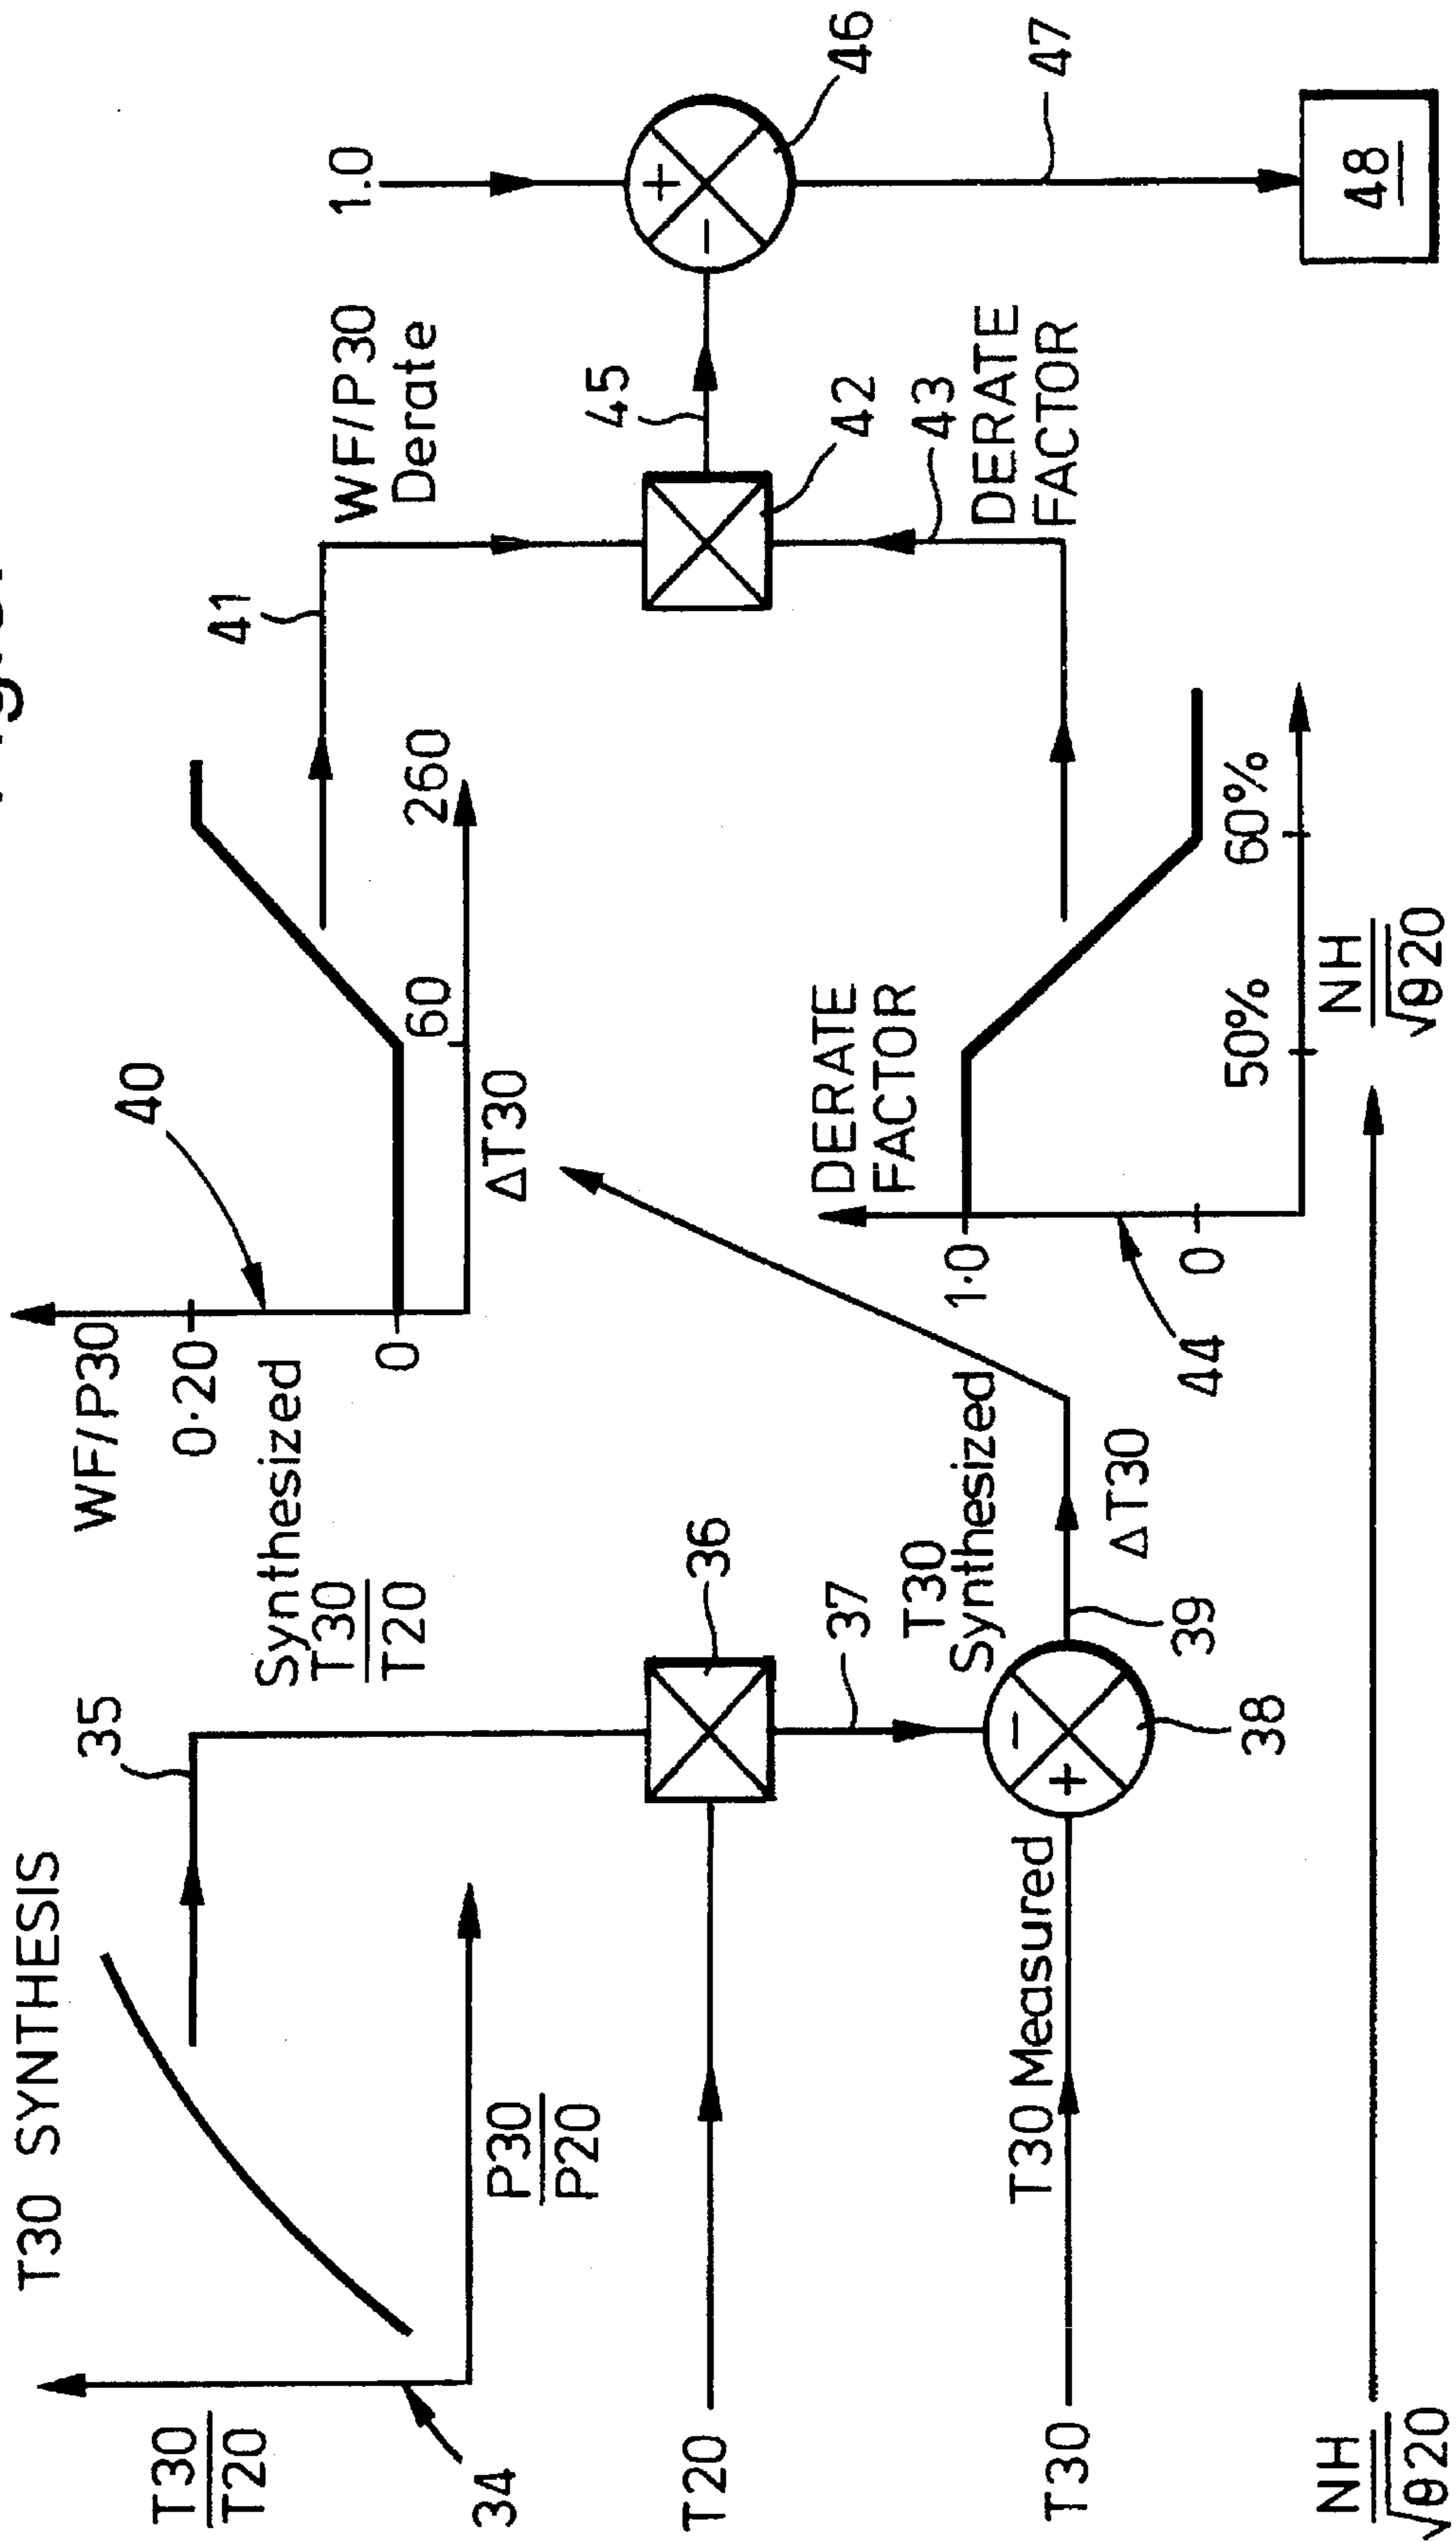 T30 SYNTHESIS
T30
T20
34
P30
P20
35
Synthesized
T30
T20
WF/P30
0·20
0
40
60
260
ΔT30
41
WF/P30
Derate
1.0
+
−
46
45
42
43
DERATE
FACTOR
47
48
T20
36
37
T30
Synthesized
T30
T30 Measured
+
−
38
39
ΔT30
DERATE
FACTOR
1·0
0
44
50%
60%
NH
√θ20
NH
√θ20